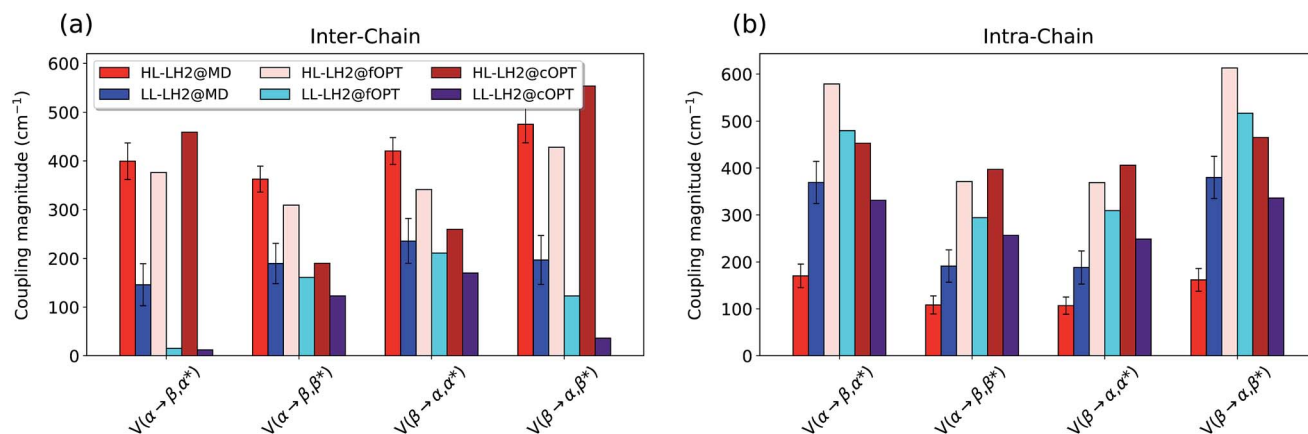 (a)
Inter-Chain
Coupling magnitude (cm⁻¹)
600
500
400
300
200
100
0
HL-LH2@MD
LL-LH2@MD
HL-LH2@fOPT
LL-LH2@fOPT
HL-LH2@cOPT
LL-LH2@cOPT
V(α→β,α*)
V(α→β,β*)
V(β→α,α*)
V(β→α,β*)
(b)
Intra-Chain
Coupling magnitude (cm⁻¹)
600
500
400
300
200
100
0
V(α→β,α*)
V(α→β,β*)
V(β→α,α*)
V(β→α,β*)